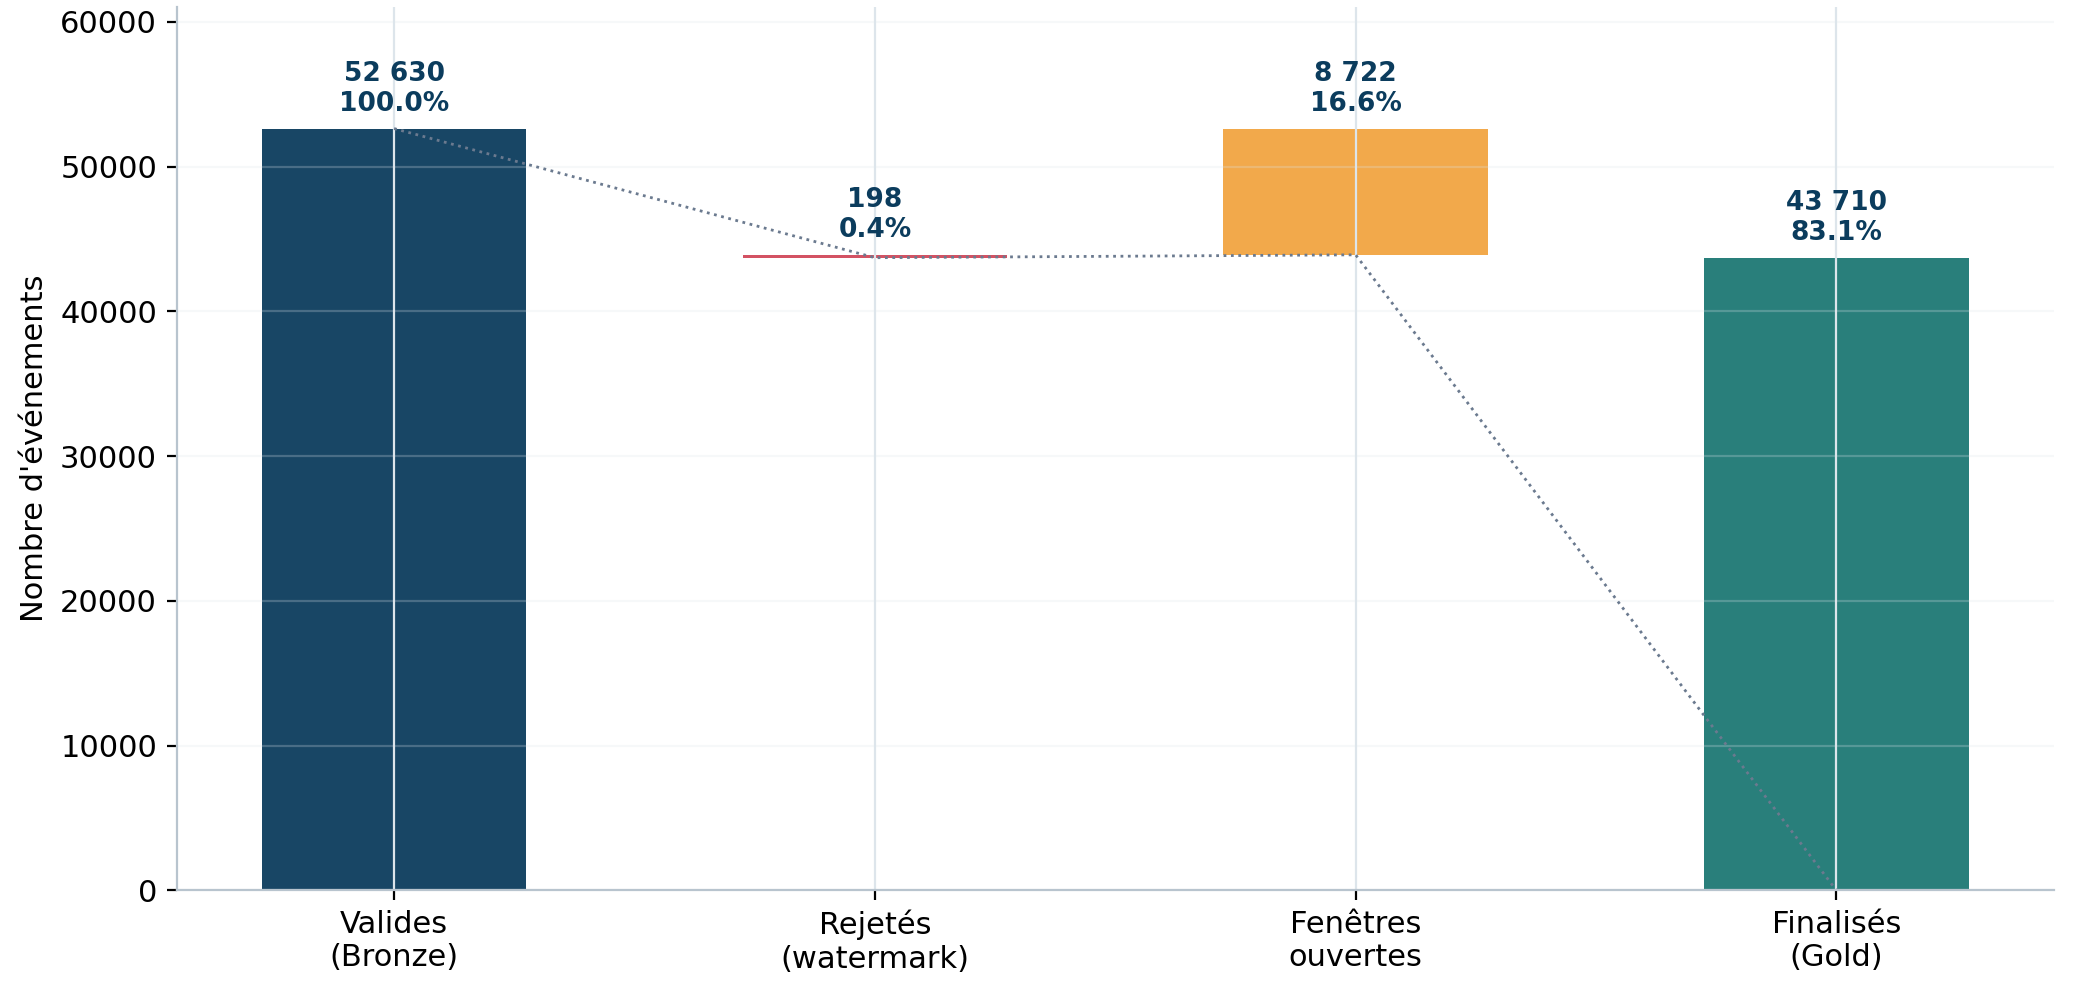 60000
50000
40000
30000
20000
10000
0
Nombre d'événements
52 630
100.0%
198
0.4%
8 722
16.6%
43 710
83.1%
Valides
(Bronze)
Rejetés
(watermark)
Fenêtres
ouvertes
Finalisés
(Gold)